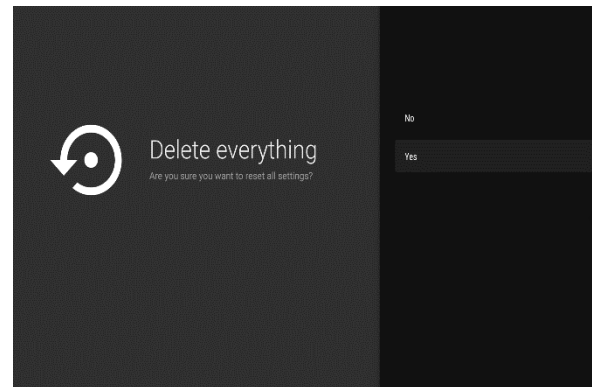 Delete everything
Are you sure you want to reset all settings?
No
Yes